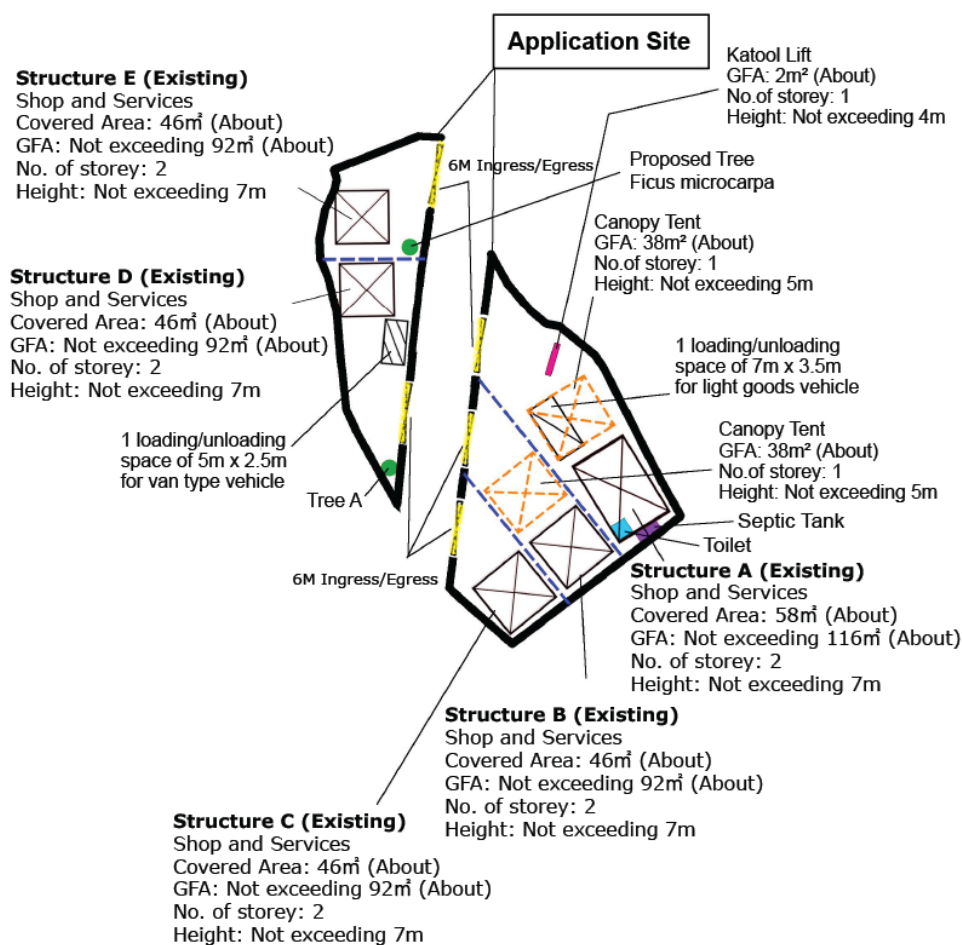 Application Site
Structure E (Existing)
Shop and Services
Covered Area: 46㎡ (About)
GFA: Not exceeding 92㎡ (About)
No. of storey: 2
Height: Not exceeding 7m
Katool Lift
GFA: 2m² (About)
No.of storey: 1
Height: Not exceeding 4m
6M Ingress/Egress
Proposed Tree
Ficus microcarpa
Canopy Tent
GFA: 38m² (About)
No.of storey: 1
Height: Not exceeding 5m
Structure D (Existing)
Shop and Services
Covered Area: 46㎡ (About)
GFA: Not exceeding 92㎡ (About)
No. of storey: 2
Height: Not exceeding 7m
1 loading/unloading
space of 7m x 3.5m
for light goods vehicle
1 loading/unloading
space of 5m x 2.5m
for van type vehicle
Tree A
Canopy Tent
GFA: 38m² (About)
No.of storey: 1
Height: Not exceeding 5m
Septic Tank
Toilet
6M Ingress/Egress
Structure A (Existing)
Shop and Services
Covered Area: 58㎡ (About)
GFA: Not exceeding 116㎡ (About)
No. of storey: 2
Height: Not exceeding 7m
Structure B (Existing)
Shop and Services
Covered Area: 46㎡ (About)
GFA: Not exceeding 92㎡ (About)
No. of storey: 2
Height: Not exceeding 7m
Structure C (Existing)
Shop and Services
Covered Area: 46㎡ (About)
GFA: Not exceeding 92㎡ (About)
No. of storey: 2
Height: Not exceeding 7m